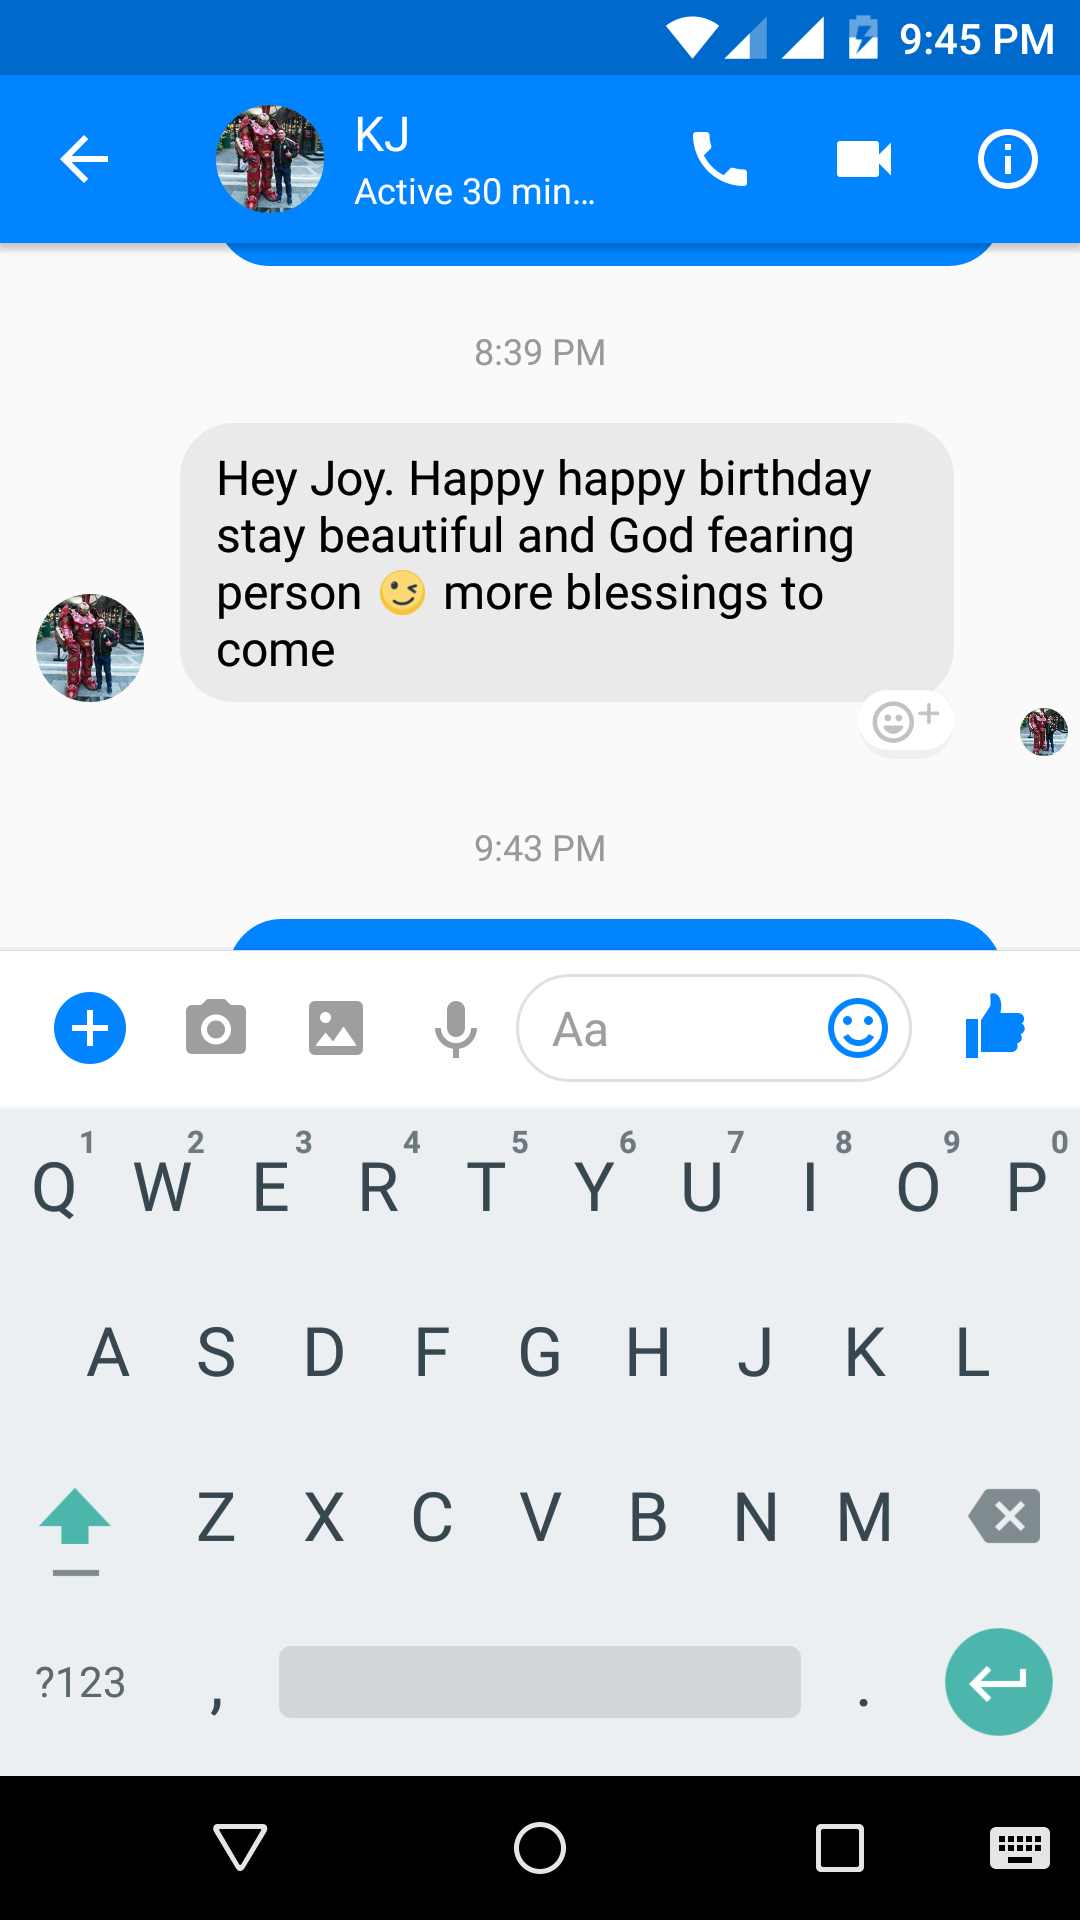 9:45 PM
KJ
Active 30 min...
8:39 PM
Hey Joy. Happy happy birthday
stay beautiful and God fearing
person 😉 more blessings to
come
9:43 PM
Aa
1 2 3 4 5 6 7 8 9 0
Q W E R T Y U I O P
A S D F G H J K L
Z X C V B N M
?123 , .